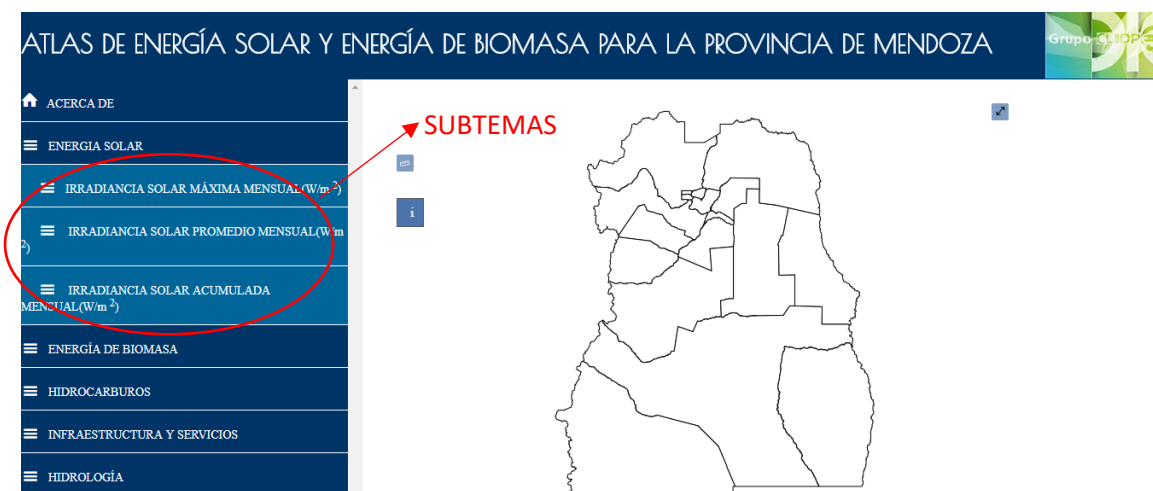 ATLAS DE ENERGÍA SOLAR Y ENERGÍA DE BIOMASA PARA LA PROVINCIA DE MENDOZA
Grupo CLIOPE
ACERCA DE
SUBTEMAS
ENERGIA SOLAR
IRRADIANCIA SOLAR MÁXIMA MENSUAL(W/m 2)
i
IRRADIANCIA SOLAR PROMEDIO MENSUAL(W/m
2)
IRRADIANCIA SOLAR ACUMULADA
MENSUAL(W/m 2)
ENERGÍA DE BIOMASA
HIDROCARBUROS
INFRAESTRUCTURA Y SERVICIOS
HIDROLOGÍA